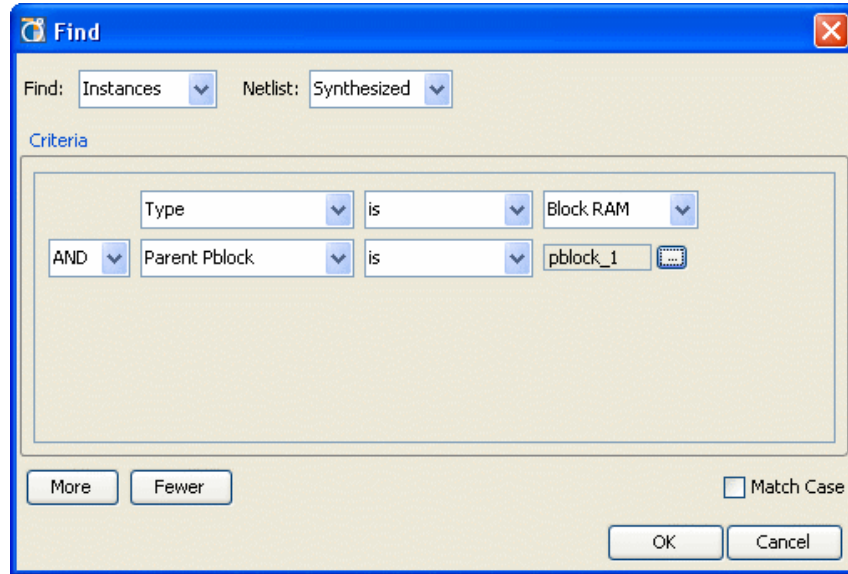 Find
Find: Instances Netlist: Synthesized
Criteria
Type is Block RAM
AND Parent Pblock is pblock_1 ...
More Fewer Match Case
OK Cancel